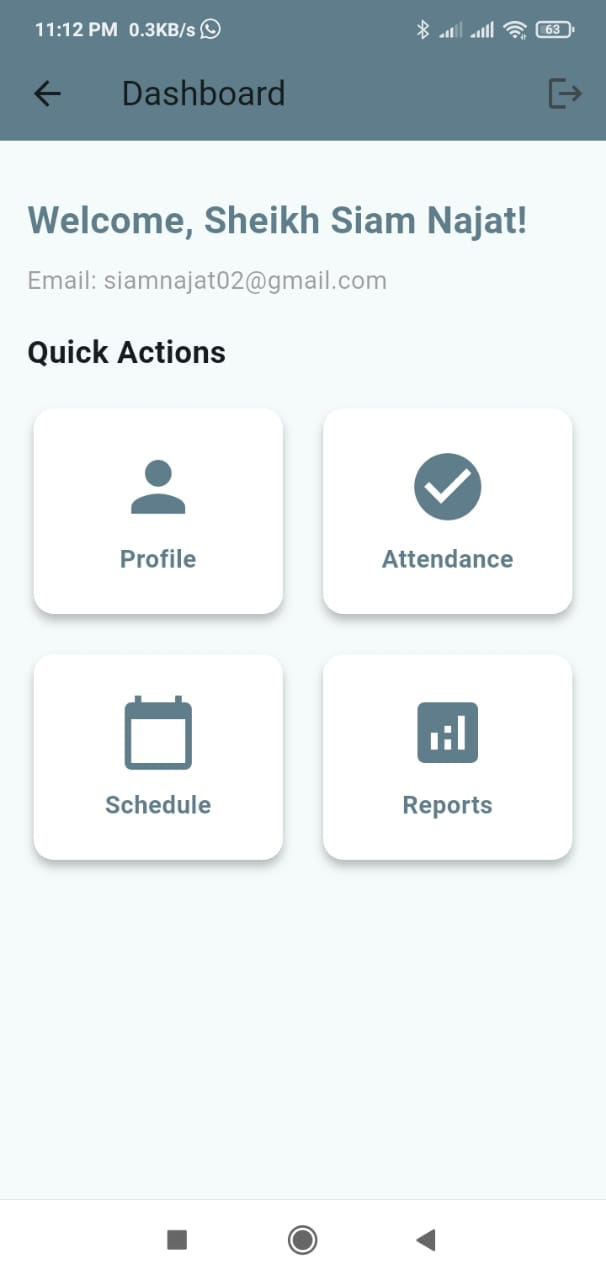 11:12 PM 0.3KB/s 63
Dashboard
Welcome, Sheikh Siam Najat!
Email: siamnajat02@gmail.com
Quick Actions
Profile Attendance
Schedule Reports